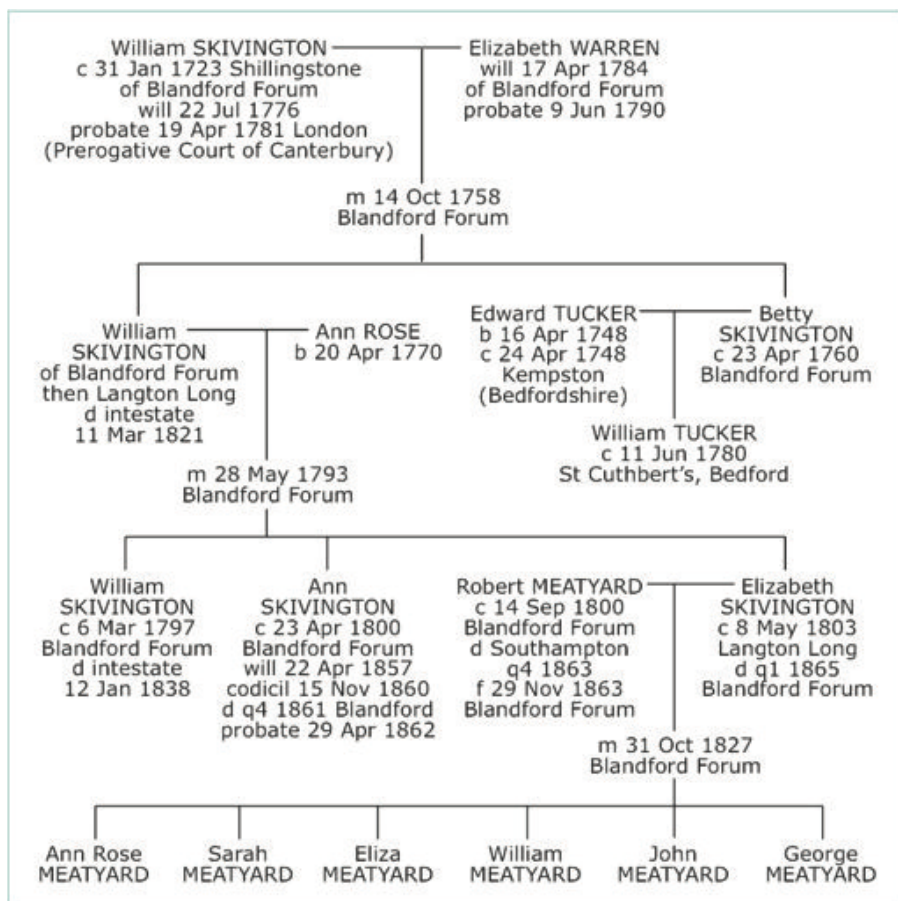 William SKIVINGTON
c 31 Jan 1723 Shillingstone
of Blandford Forum
will 22 Jul 1776
probate 19 Apr 1781 London
(Prerogative Court of Canterbury)
Elizabeth WARREN
will 17 Apr 1784
of Blandford Forum
probate 9 Jun 1790
m 14 Oct 1758
Blandford Forum
William
SKIVINGTON
of Blandford Forum
then Langton Long
d intestate
11 Mar 1821
Ann ROSE
b 20 Apr 1770
Edward TUCKER
b 16 Apr 1748
c 24 Apr 1748
Kempston
(Bedfordshire)
Betty
SKIVINGTON
c 23 Apr 1760
Blandford Forum
William TUCKER
c 11 Jun 1780
St Cuthbert's, Bedford
m 28 May 1793
Blandford Forum
William
SKIVINGTON
c 6 Mar 1797
Blandford Forum
d intestate
12 Jan 1838
Ann
SKIVINGTON
c 23 Apr 1800
Blandford Forum
will 22 Apr 1857
codicil 15 Nov 1860
d q4 1861 Blandford
probate 29 Apr 1862
Robert MEATYARD
c 14 Sep 1800
Blandford Forum
d Southampton
q4 1863
f 29 Nov 1863
Blandford Forum
Elizabeth
SKIVINGTON
c 8 May 1803
Langton Long
d q1 1865
Blandford Forum
m 31 Oct 1827
Blandford Forum
Ann Rose
MEATYARD
Sarah
MEATYARD
Eliza
MEATYARD
William
MEATYARD
John
MEATYARD
George
MEATYARD